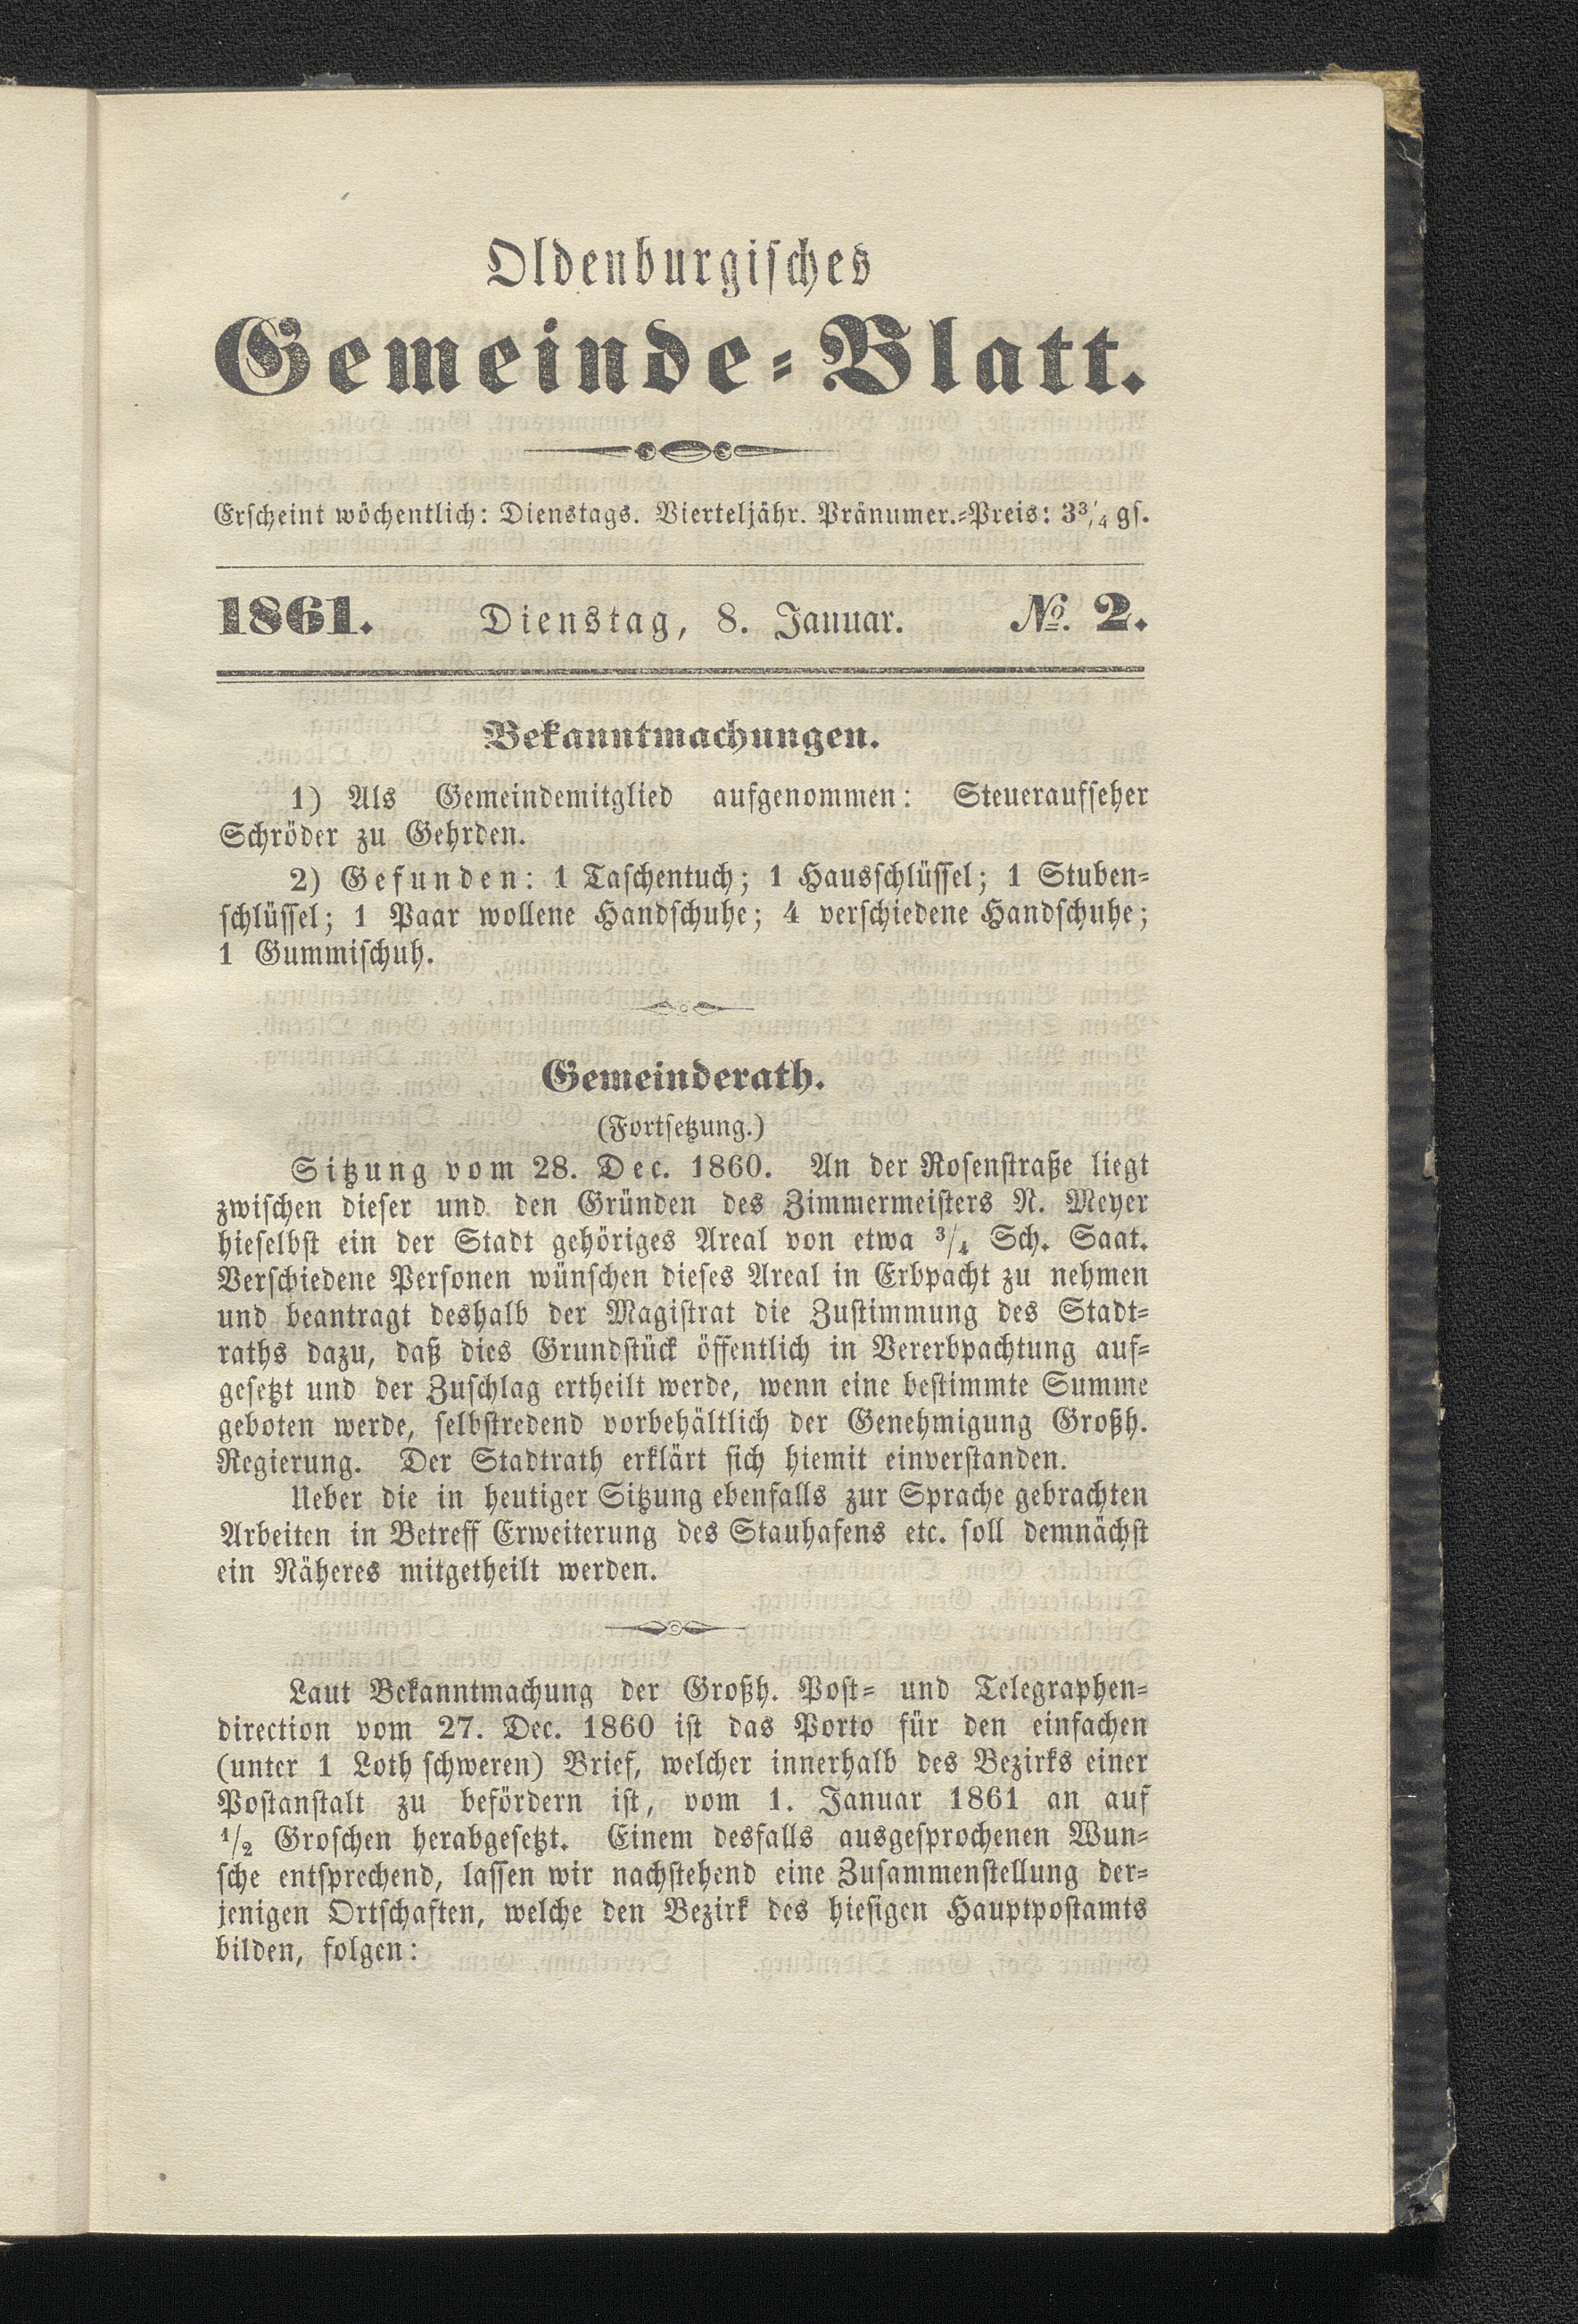 Oldenburgisches
Gemeinde-Blatt.
Erscheint wöchentlich: Dienstags. Vierteljähr. Pränumer.-Preis: 3 3/4 gs.
1861. Dienstag, 8. Januar. No. 2.
Bekanntmachungen.
1) Als Gemeindemitglied aufgenommen: Steueraufseher
Schröder zu Gehrden.
2) Gefunden: 1 Taschentuch; 1 Hausschlüssel; 1 Stuben-
schlüssel; 1 Paar wollene Handschuhe; 4 verschiedene Handschuhe;
1 Gummischuh.
Gemeinderath.
(Fortsetzung.)
Sitzung vom 28. Dec. 1860. An der Rosenstraße liegt
zwischen dieser und den Gründen des Zimmermeisters N. Meyer
hieselbst ein der Stadt gehöriges Areal von etwa 3/4 Sch. Saat.
Verschiedene Personen wünschen dieses Areal in Erbpacht zu nehmen
und beantragt deshalb der Magistrat die Zustimmung des Stadt-
raths dazu, daß dies Grundstück öffentlich in Vererbpachtung auf-
gesetzt und der Zuschlag ertheilt werde, wenn eine bestimmte Summe
geboten werde, selbstredend vorbehältlich der Genehmigung Großh.
Regierung. Der Stadtrath erklärt sich hiemit einverstanden.
Ueber die in heutiger Sitzung ebenfalls zur Sprache gebrachten
Arbeiten in Betreff Erweiterung des Stauhafens etc. soll demnächst
ein Näheres mitgetheilt werden.
Laut Bekanntmachung der Großh. Post- und Telegraphen-
direction vom 27. Dec. 1860 ist das Porto für den einfachen
(unter 1 Loth schweren) Brief, welcher innerhalb des Bezirks einer
Postanstalt zu befördern ist, vom 1. Januar 1861 an auf
1/2 Groschen herabgesetzt. Einem desfalls ausgesprochenen Wun-
sche entsprechend, lassen wir nachstehend eine Zusammenstellung der-
jenigen Ortschaften, welche den Bezirk des hiesigen Hauptpostamts
bilden, folgen: